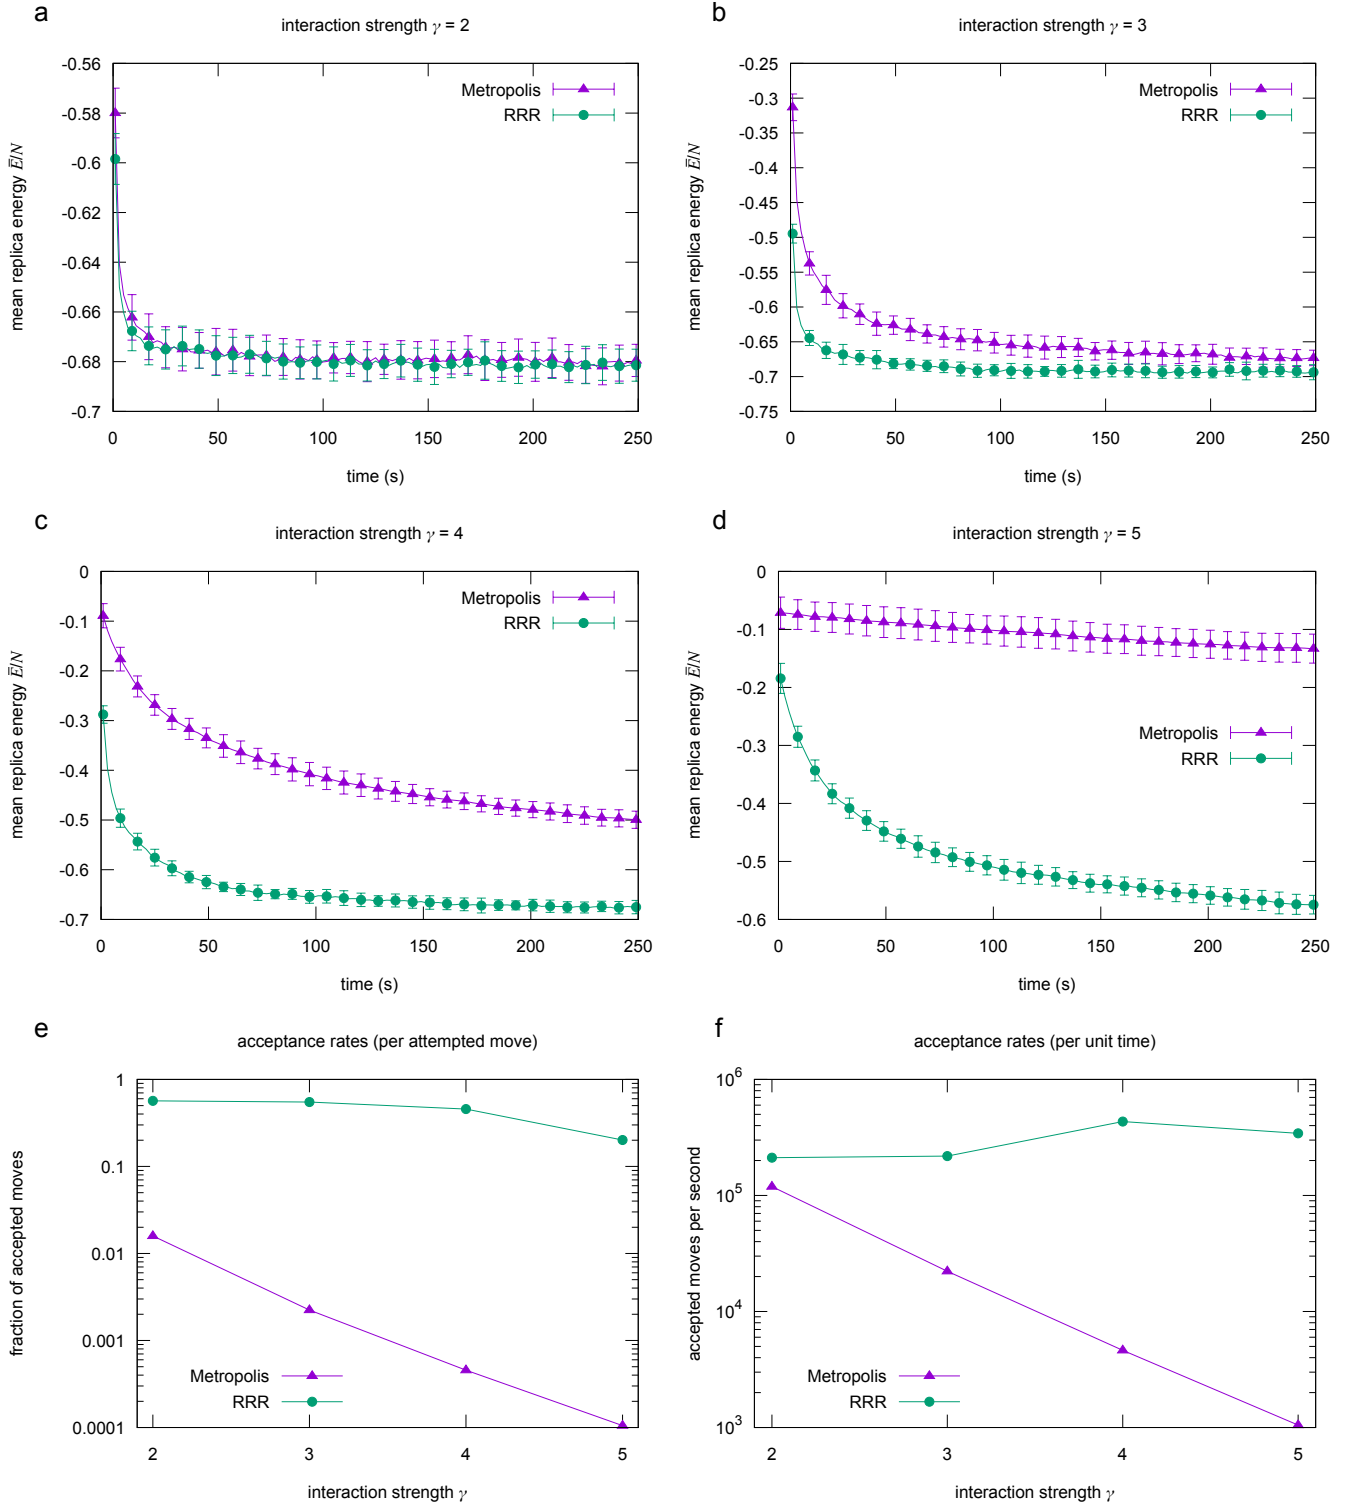 a
interaction strength γ = 2
-0.56
-0.58
-0.6
-0.62
-0.64
-0.66
-0.68
-0.7
mean replica energy E̅/N
Metropolis
RRR
0 50 100 150 200 250
time (s)
b
interaction strength γ = 3
-0.25
-0.3
-0.35
-0.4
-0.45
-0.5
-0.55
-0.6
-0.65
-0.7
-0.75
mean replica energy E̅/N
Metropolis
RRR
0 50 100 150 200 250
time (s)
c
interaction strength γ = 4
0
-0.1
-0.2
-0.3
-0.4
-0.5
-0.6
-0.7
mean replica energy E̅/N
Metropolis
RRR
0 50 100 150 200 250
time (s)
d
interaction strength γ = 5
0
-0.1
-0.2
-0.3
-0.4
-0.5
-0.6
mean replica energy E̅/N
Metropolis
RRR
0 50 100 150 200 250
time (s)
e
acceptance rates (per attempted move)
1
0.1
0.01
0.001
0.0001
fraction of accepted moves
Metropolis
RRR
2 3 4 5
interaction strength γ
f
acceptance rates (per unit time)
10⁶
10⁵
10⁴
10³
accepted moves per second
Metropolis
RRR
2 3 4 5
interaction strength γ